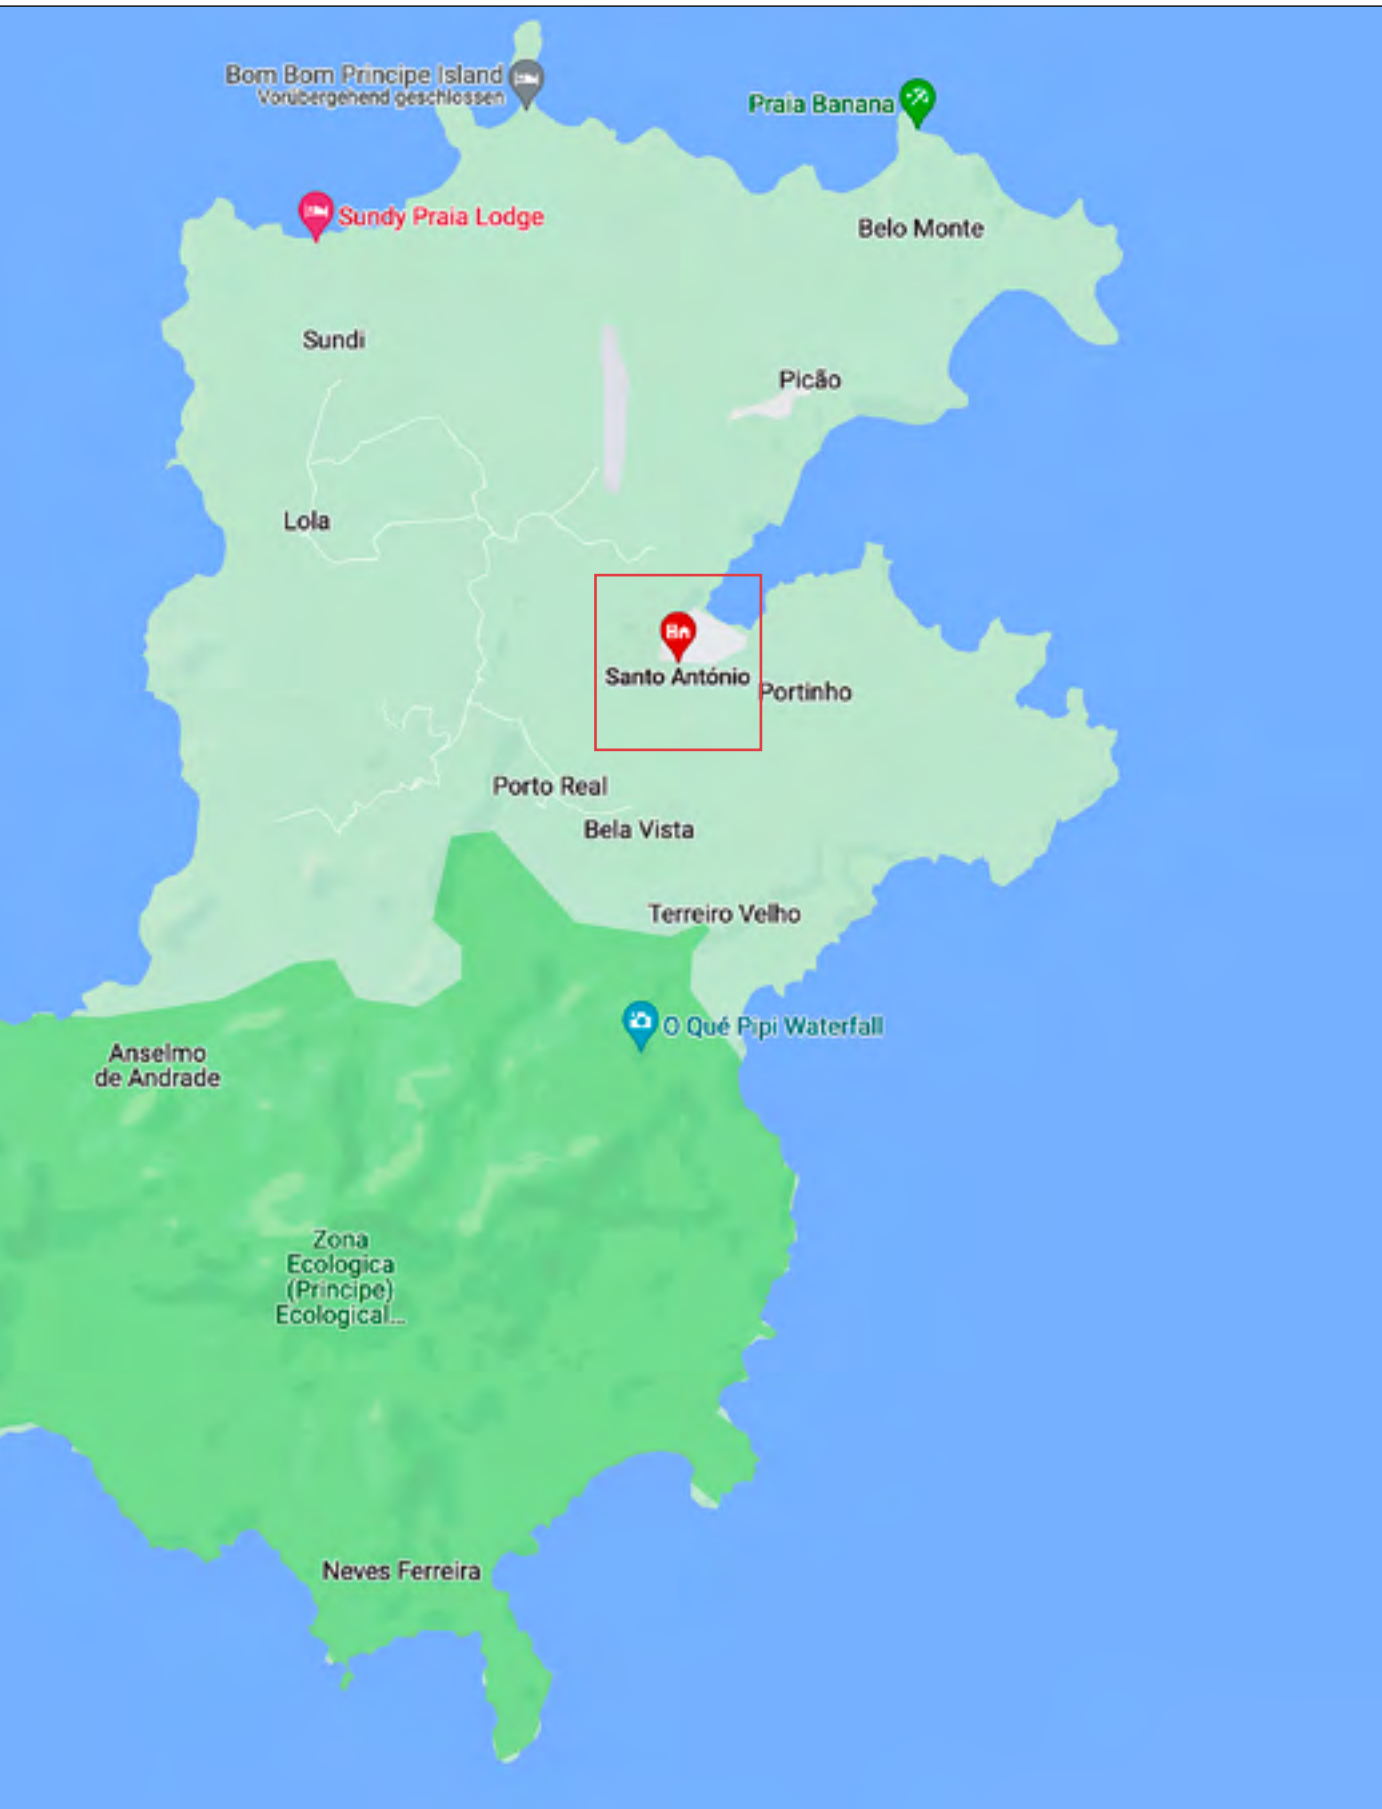 Bom Bom Principe Island
Vorübergehend geschlossen
Praia Banana
Sundy Praia Lodge
Belo Monte
Sundi
Picão
Lola
Santo António
Portinho
Porto Real
Bela Vista
Terreiro Velho
O Qué Pipi Waterfall
Anselmo
de Andrade
Zona
Ecologica
(Principe)
Ecological...
Neves Ferreira